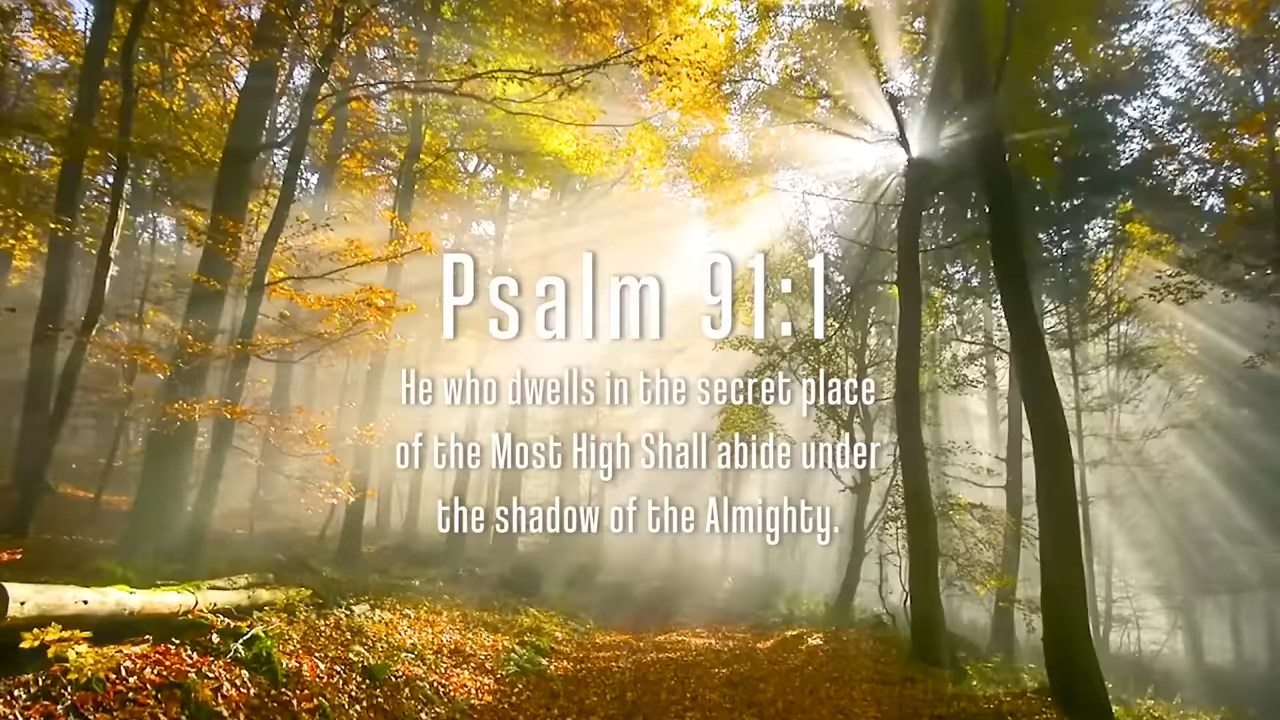 Psalm 91:1
He who dwells in the secret place
of the Most High Shall abide under
the shadow of the Almighty.